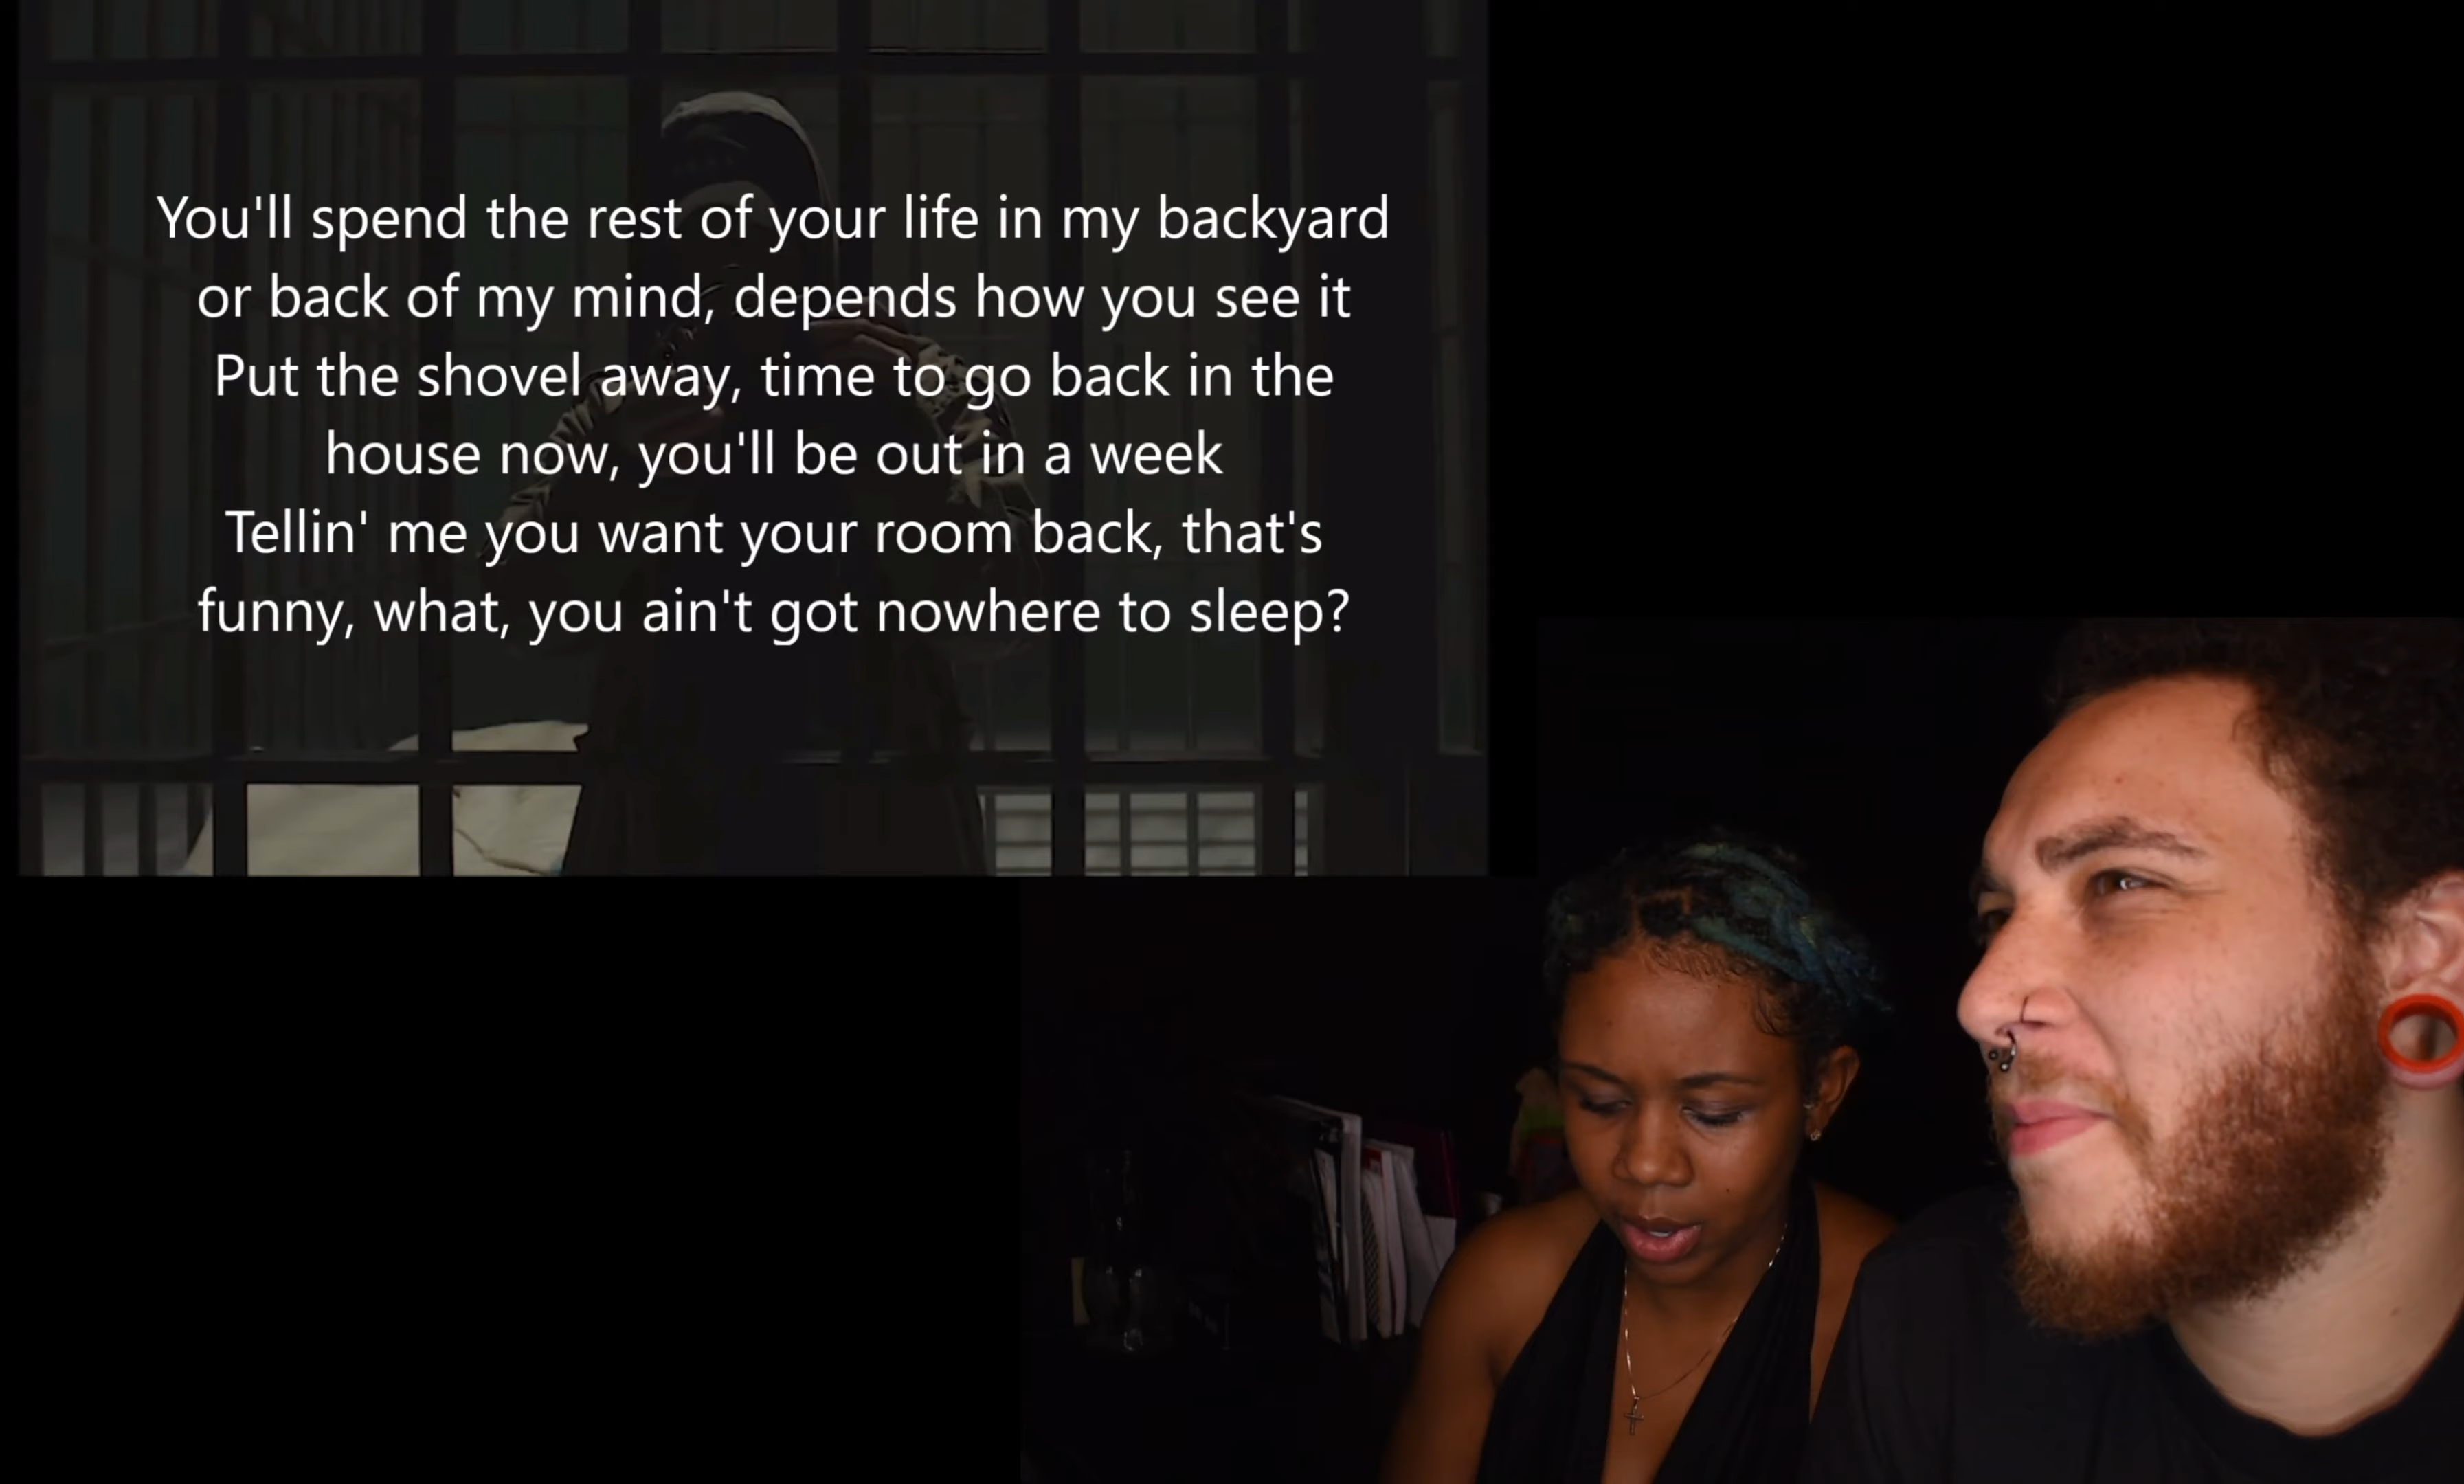 You'll spend the rest of your life in my backyard
or back of my mind, depends how you see it
Put the shovel away, time to go back in the
house now, you'll be out in a week
Tellin' me you want your room back, that's
funny, what, you ain't got nowhere to sleep?